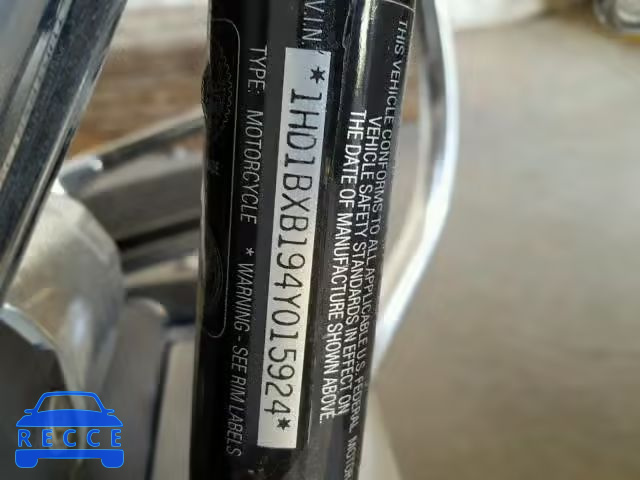 VIN
*1HD1BXB194Y015924*
TYPE: MOTORCYCLE
* WARNING - SEE RIM LABELS
THIS VEHICLE CONFORMS TO ALL APPLICABLE U.S. FEDERAL MOTOR
VEHICLE SAFETY STANDARDS IN EFFECT ON
THE DATE OF MANUFACTURE SHOWN ABOVE.
RECCE